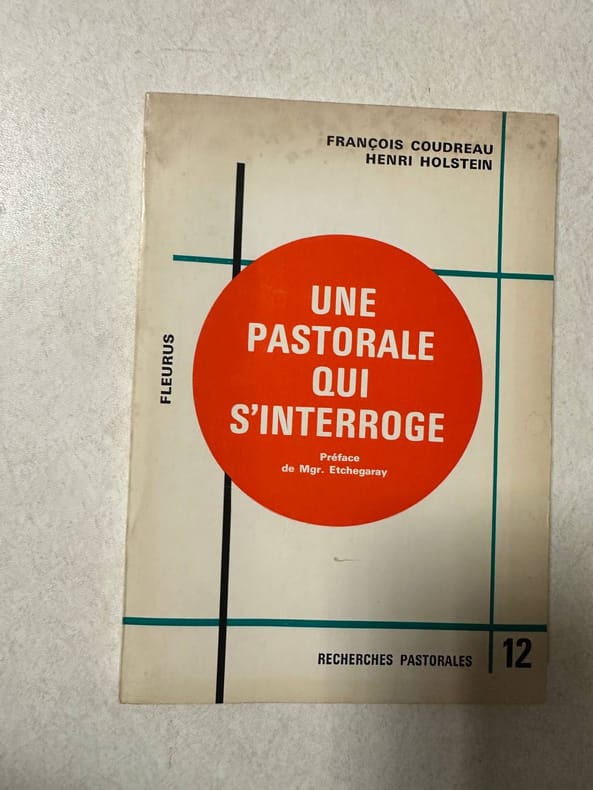 FRANÇOIS COUDREAU
HENRI HOLSTEIN
UNE
PASTORALE
QUI
S'INTERROGE
Préface
de Mgr. Etchegaray
FLEURUS
RECHERCHES PASTORALES 12